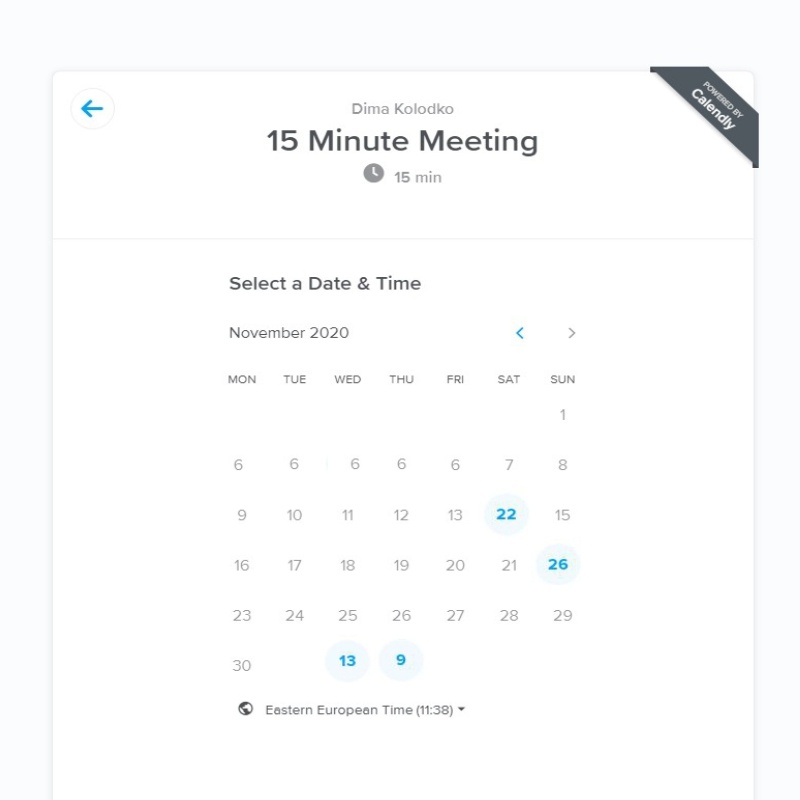 POWERED BY
Calendly
Dima Kolodko
15 Minute Meeting
15 min
Select a Date & Time
November 2020
MON TUE WED THU FRI SAT SUN
1
6 6 6 6 6 7 8
9 10 11 12 13 22 15
16 17 18 19 20 21 26
23 24 25 26 27 28 29
30 13 9
Eastern European Time (11:38)